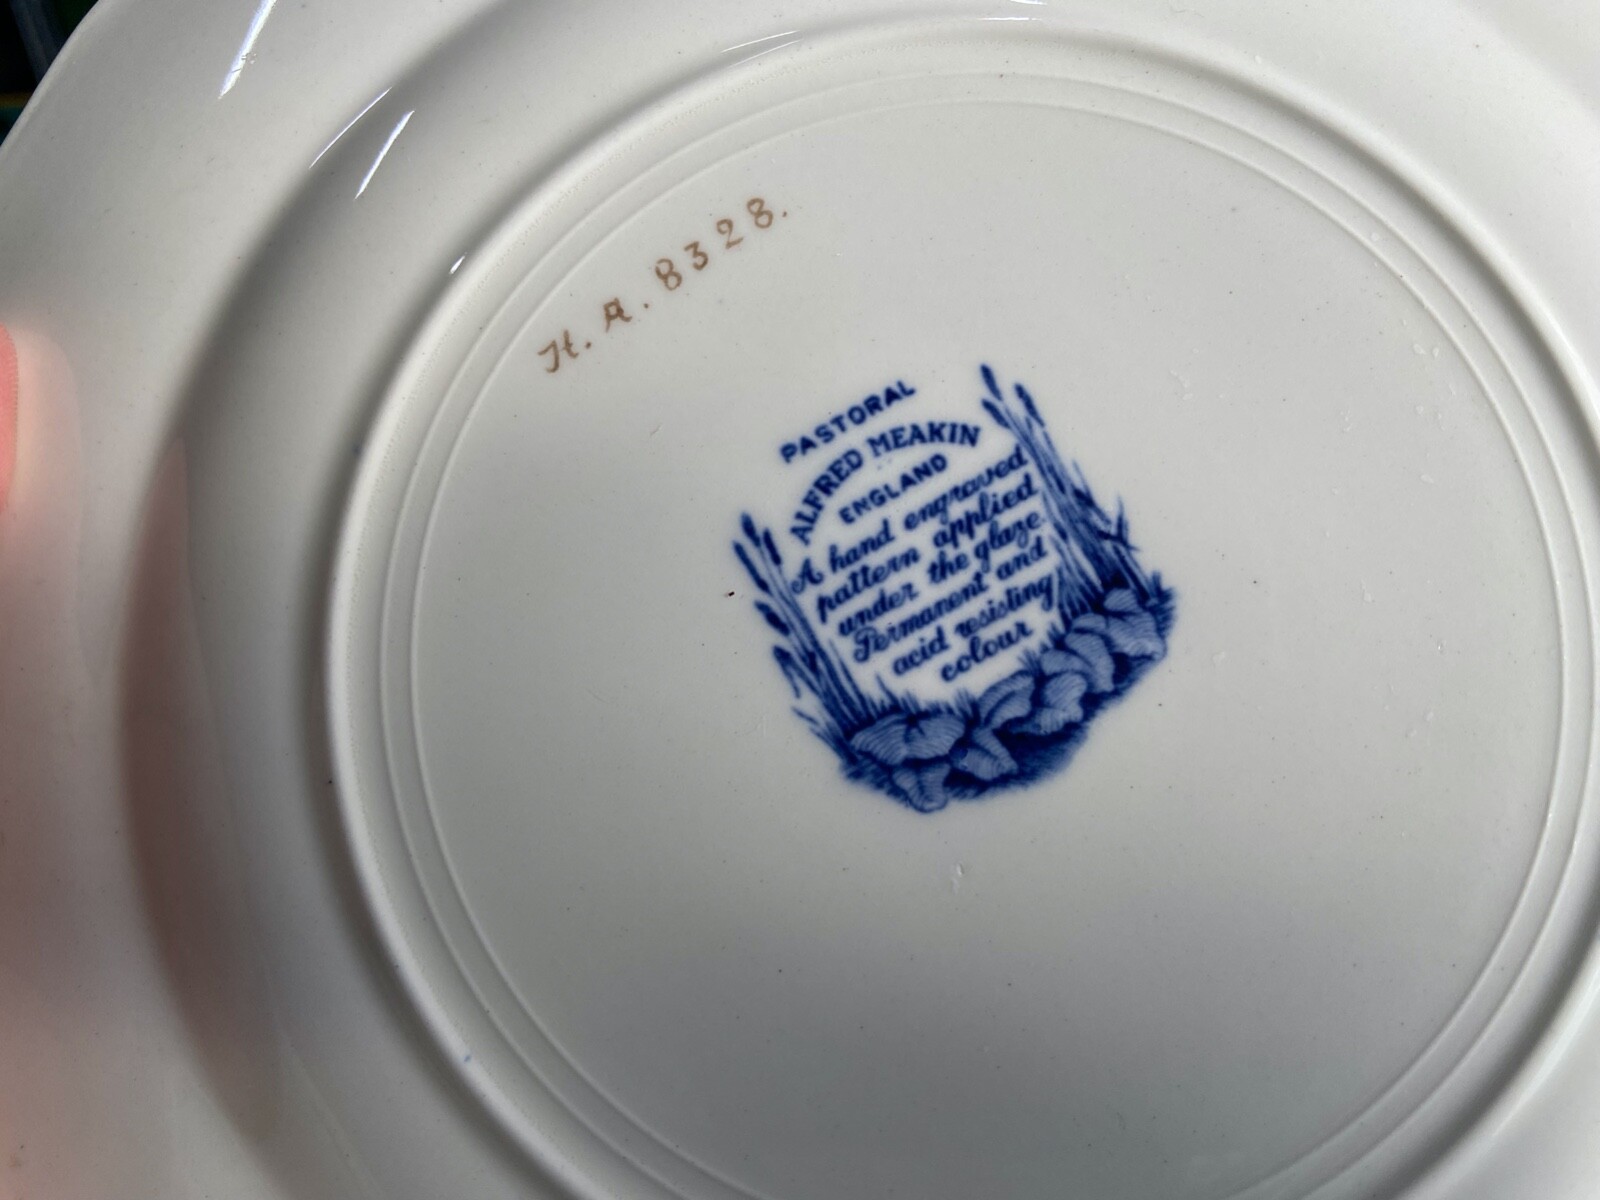 H. A. 8328.
PASTORAL
ALFRED MEAKIN
ENGLAND
A hand engraved
pattern applied
under the glaze.
Permanent and
acid resisting
colour